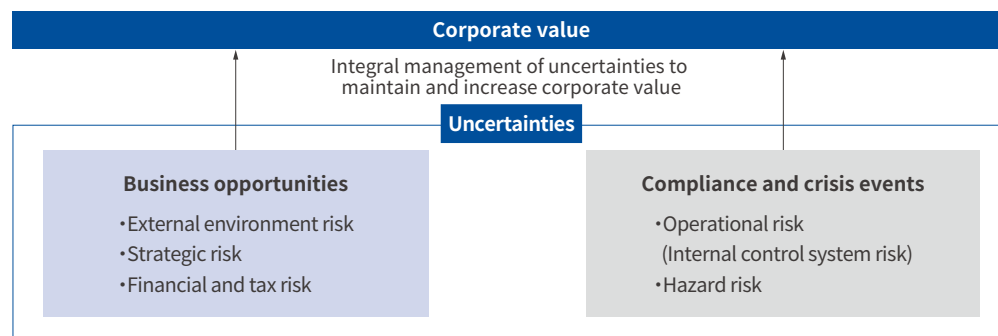 Corporate value
Integral management of uncertainties to
maintain and increase corporate value
Uncertainties
Business opportunities
・External environment risk
・Strategic risk
・Financial and tax risk
Compliance and crisis events
・Operational risk
(Internal control system risk)
・Hazard risk